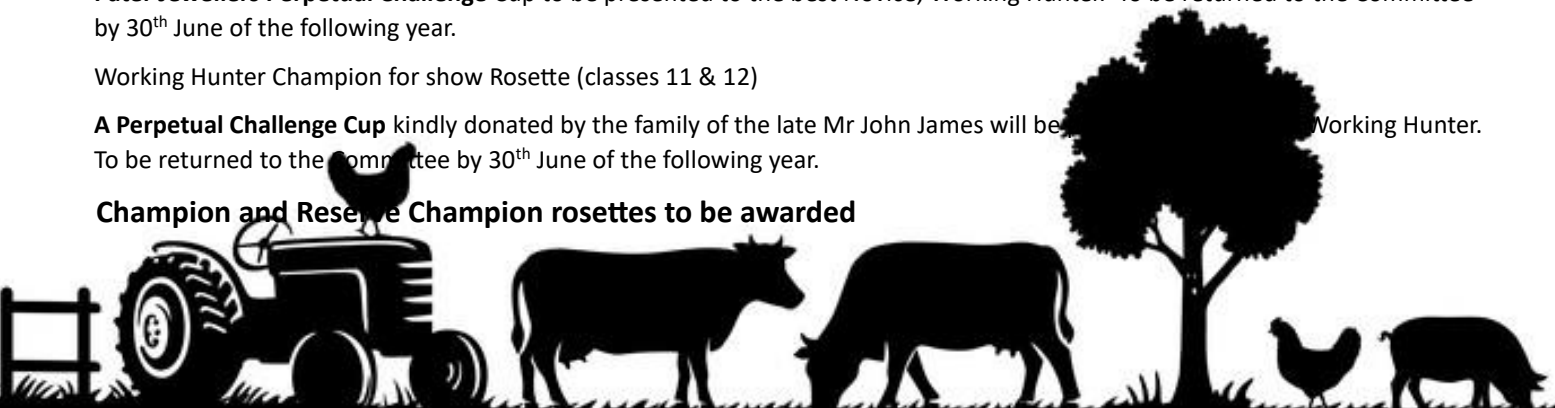 by 30th June of the following year.
Working Hunter Champion for show Rosette (classes 11 & 12)
A Perpetual Challenge Cup kindly donated by the family of the late Mr John James will be Working Hunter.
To be returned to the Committee by 30th June of the following year.
Champion and Reserve Champion rosettes to be awarded